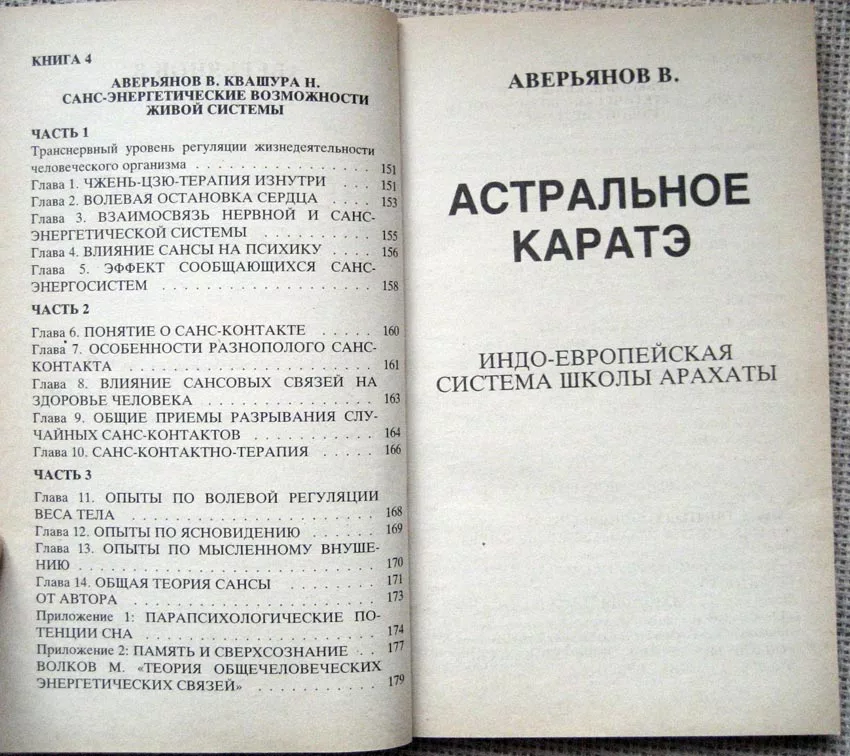 КНИГА 4
АВЕРЬЯНОВ В. КВАШУРА Н.
САНС-ЭНЕРГЕТИЧЕСКИЕ ВОЗМОЖНОСТИ
ЖИВОЙ СИСТЕМЫ
ЧАСТЬ 1
Транснервный уровень регуляции жизнедеятельности
человеческого организма . . . . . . . . . . . . 151
Глава 1. ЧЖЕНЬ-ЦЗЮ-ТЕРАПИЯ ИЗНУТРИ . . . 151
Глава 2. ВОЛЕВАЯ ОСТАНОВКА СЕРДЦА . . . . 153
Глава 3. ВЗАИМОСВЯЗЬ НЕРВНОЙ И САНС-
ЭНЕРГЕТИЧЕСКОЙ СИСТЕМЫ . . . . . . . . . 155
Глава 4. ВЛИЯНИЕ САНСЫ НА ПСИХИКУ . . . . 156
Глава 5. ЭФФЕКТ СООБЩАЮЩИХСЯ САНС-
ЭНЕРГОСИСТЕМ . . . . . . . . . . . . . . . 158
ЧАСТЬ 2
Глава 6. ПОНЯТИЕ О САНС-КОНТАКТЕ . . . . . 160
Глава 7. ОСОБЕННОСТИ РАЗНОПОЛОГО САНС-
КОНТАКТА . . . . . . . . . . . . . . . . . . 161
Глава 8. ВЛИЯНИЕ САНСОВЫХ СВЯЗЕЙ НА
ЗДОРОВЬЕ ЧЕЛОВЕКА . . . . . . . . . . . . . 163
Глава 9. ОБЩИЕ ПРИЕМЫ РАЗРЫВАНИЯ СЛУ-
ЧАЙНЫХ САНС-КОНТАКТОВ . . . . . . . . . . 164
Глава 10. САНС-КОНТАКТНО-ТЕРАПИЯ . . . . . 166
ЧАСТЬ 3
Глава 11. ОПЫТЫ ПО ВОЛЕВОЙ РЕГУЛЯЦИИ
ВЕСА ТЕЛА . . . . . . . . . . . . . . . . . . 168
Глава 12. ОПЫТЫ ПО ЯСНОВИДЕНИЮ . . . . . . 169
Глава 13. ОПЫТЫ ПО МЫСЛЕННОМУ ВНУШЕ-
НИЮ . . . . . . . . . . . . . . . . . . . . . 170
Глава 14. ОБЩАЯ ТЕОРИЯ САНСЫ . . . . . . . 171
ОТ АВТОРА . . . . . . . . . . . . . . . . . . 173
Приложение 1: ПАРАПСИХОЛОГИЧЕСКИЕ ПО-
ТЕНЦИИ СНА . . . . . . . . . . . . . . . . . 174
Приложение 2: ПАМЯТЬ И СВЕРХСОЗНАНИЕ . . 177
ВОЛКОВ М. «ТЕОРИЯ ОБЩЕЧЕЛОВЕЧЕСКИХ
ЭНЕРГЕТИЧЕСКИХ СВЯЗЕЙ» . . . . . . . . . . 179
АВЕРЬЯНОВ В.
АСТРАЛЬНОЕ
КАРАТЭ
ИНДО-ЕВРОПЕЙСКАЯ
СИСТЕМА ШКОЛЫ АРАХАТЫ